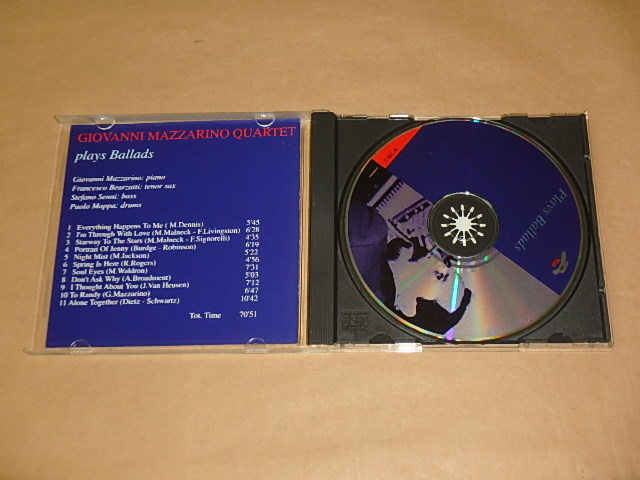 GIOVANNI MAZZARINO QUARTET
plays Ballads
Giovanni Mazzarino: piano
Francesco Bearzatti: tenor sax
Stefano Senni: bass
Paolo Mappa: drums
1 Everything Happens To Me ( M.Dennis) 5'45
2 I'm Through With Love (M.Malneck - F.Livingston) 6'28
3 Starway To The Stars (M.Malneck - F.Signorelli) 4'35
4 Portrait Of Jenny (Burdge - Robinson) 6'19
5 Night Mist (M.Jackson) 5'22
6 Spring Is Here (R.Rogers) 4'56
7 Soul Eyes (M.Waldron) 7'31
8 Don't Ask Why (A.Broadment) 5'03
9 I Thought About You (J.Van Heusen) 7'12
10 To Randy (G.Mazzarino) 6'47
11 Alone Together (Dietz - Schwartz) 10'42
Tot. Time 70'51
Plays Ballads